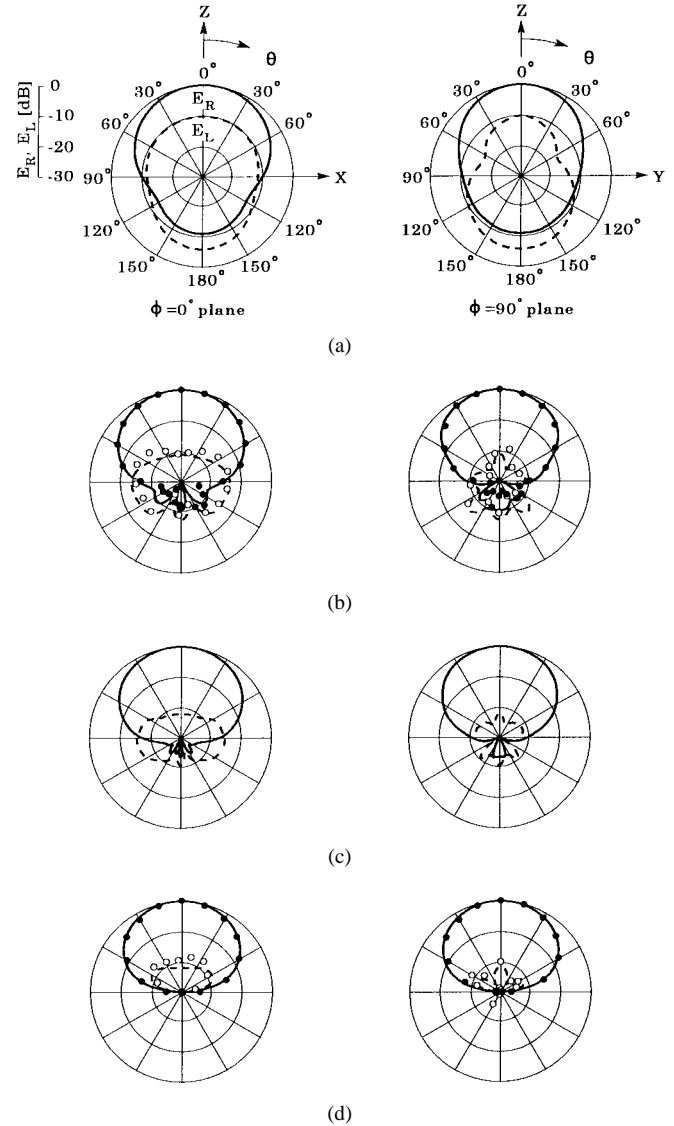 Z Z
θ θ
0° 0°
30° 30° 30° 30°
60° 60° 60° 60°
90° X 90° Y
120° 120° 120° 120°
150° 150° 150° 150°
180° 180°
E_R, E_L [dB]
0
-10
-20
-30
E_R
E_L
ϕ=0° plane ϕ=90° plane
(a)
(b)
(c)
(d)